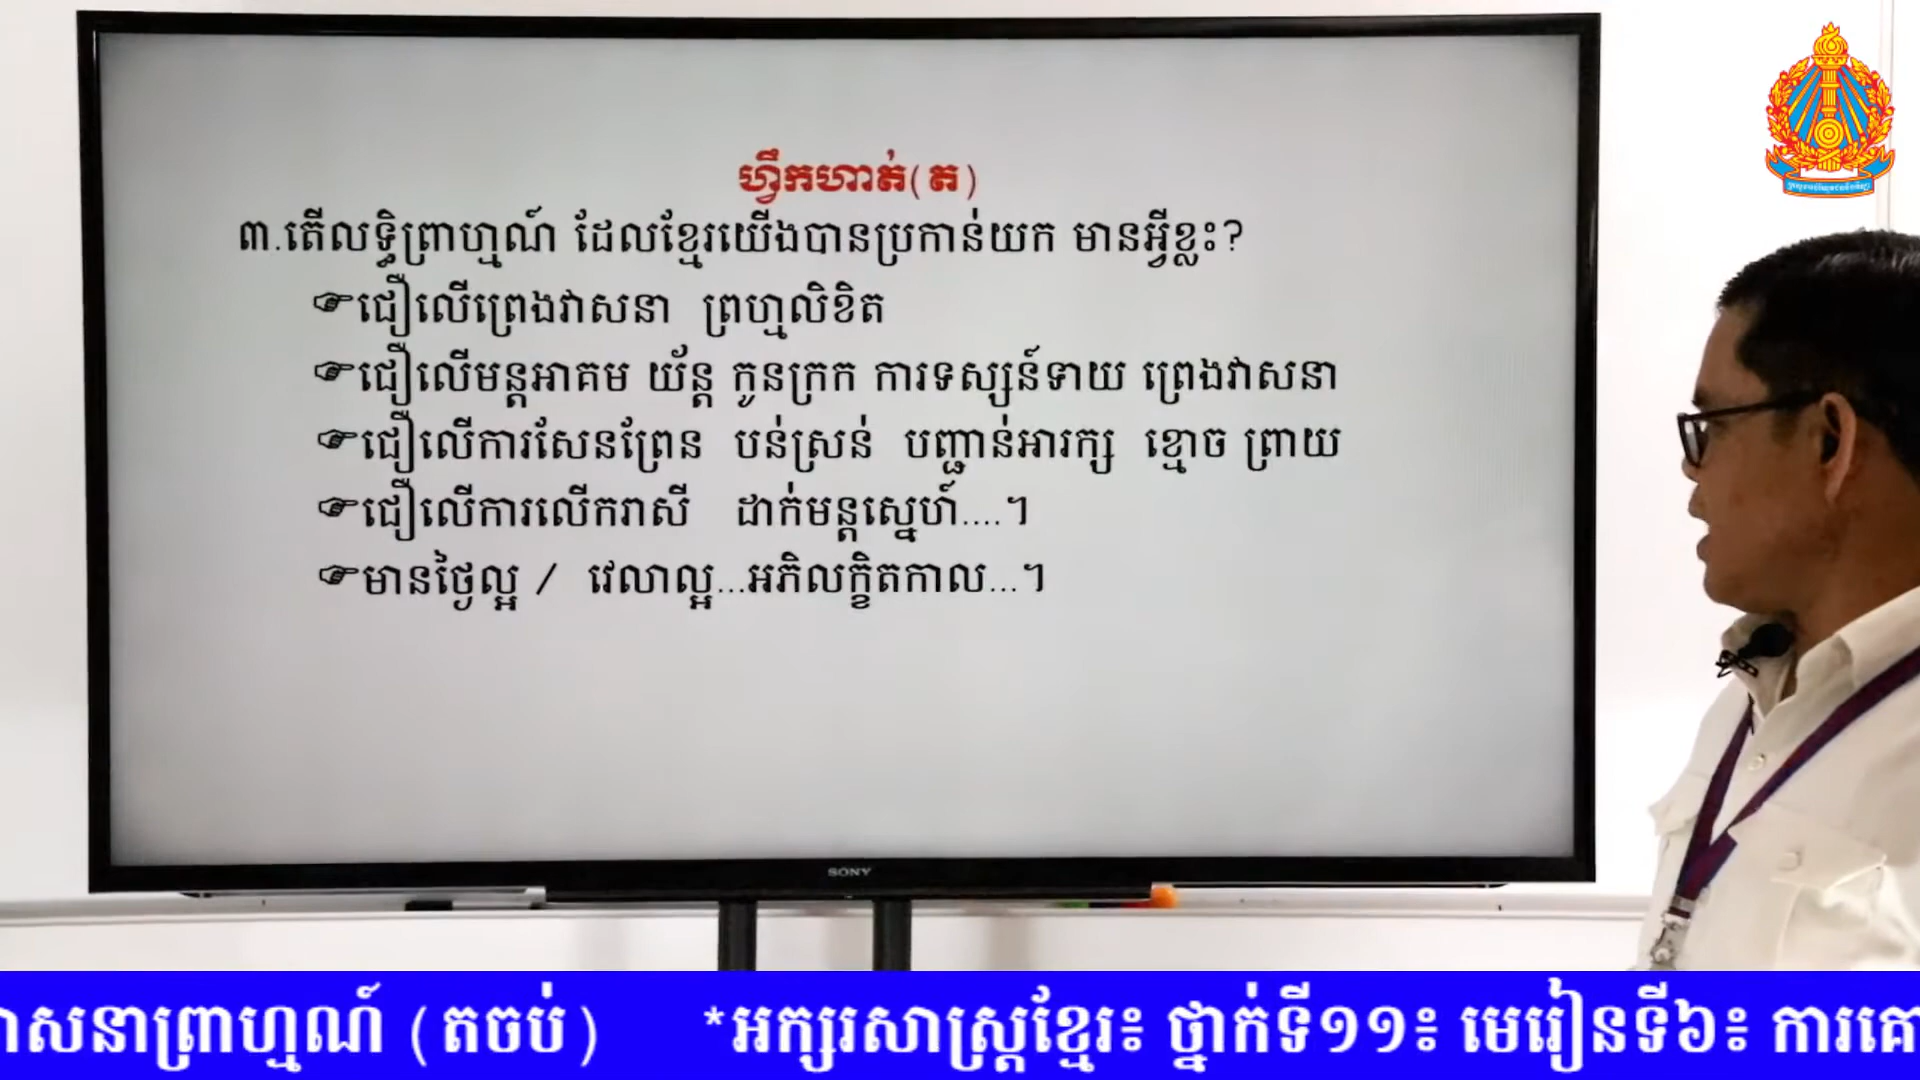 ហ្វឹកហាត់(ត)
៣.តើលទ្ធិព្រាហ្មណ៍ ដែលខ្មែរយើងបានប្រកាន់យក មានអ្វីខ្លះ?
☞ជឿលើព្រេងវាសនា ព្រហ្មលិខិត
☞ជឿលើមន្តអាគម យ័ន្ត កូនក្រក ការទស្សន៍ទាយ ព្រេងវាសនា
☞ជឿលើការសែនព្រែន បន់ស្រន់ បញ្ជាន់អារក្ស ខ្មោច ព្រាយ
☞ជឿលើការលើករាសី ដាក់មន្តស្នេហ៍....។
☞មានថ្ងៃល្អ / វេលាល្អ...អភិលក្ខិតកាល...។
SONY
សនាព្រាហ្មណ៍ (តចប់) *អក្សរសាស្ត្រខ្មែរ៖ ថ្នាក់ទី១១៖ មេរៀនទី៦៖ ការគោ